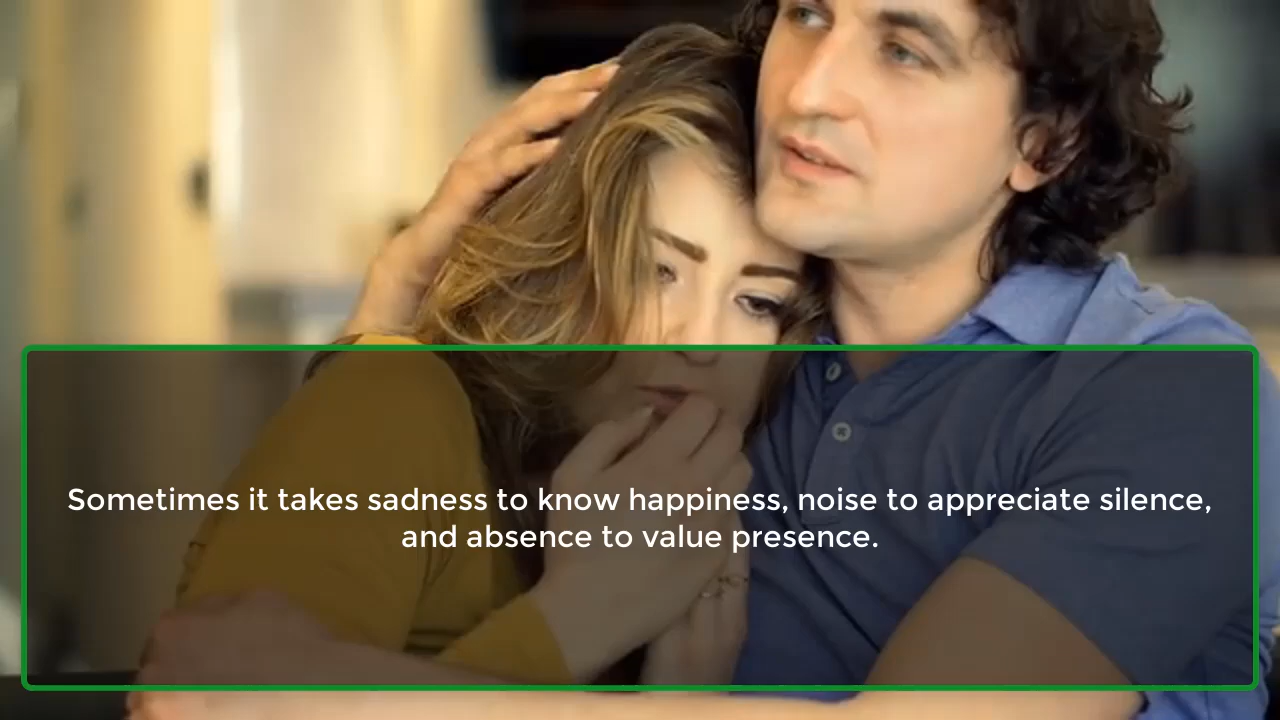 Sometimes it takes sadness to know happiness, noise to appreciate silence,
and absence to value presence.